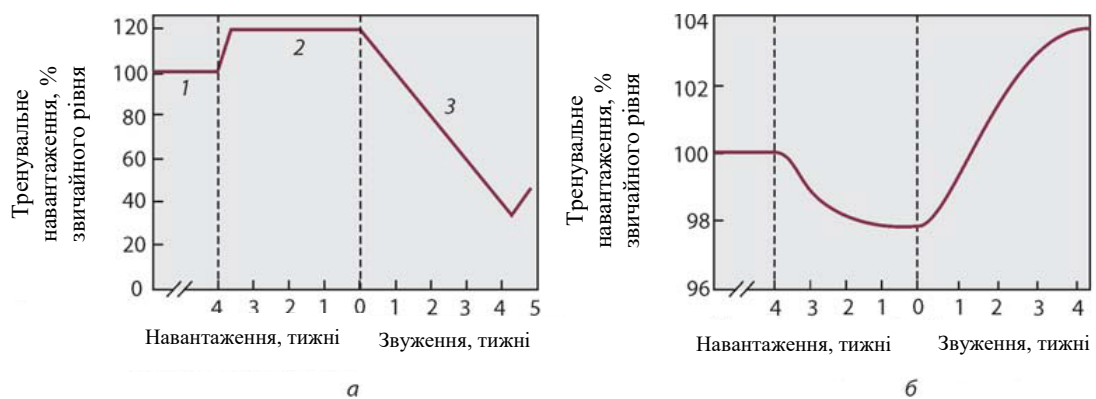 Тренувальне
навантаження, %
звичайного рівня
120
100
80
60
40
20
0
1
2
3
4 3 2 1 0 1 2 3 4 5
Навантаження, тижні
Звуження, тижні
а
Тренувальне
навантаження, %
звичайного рівня
104
102
100
98
96
4 3 2 1 0 1 2 3 4
Навантаження, тижні
Звуження, тижні
б